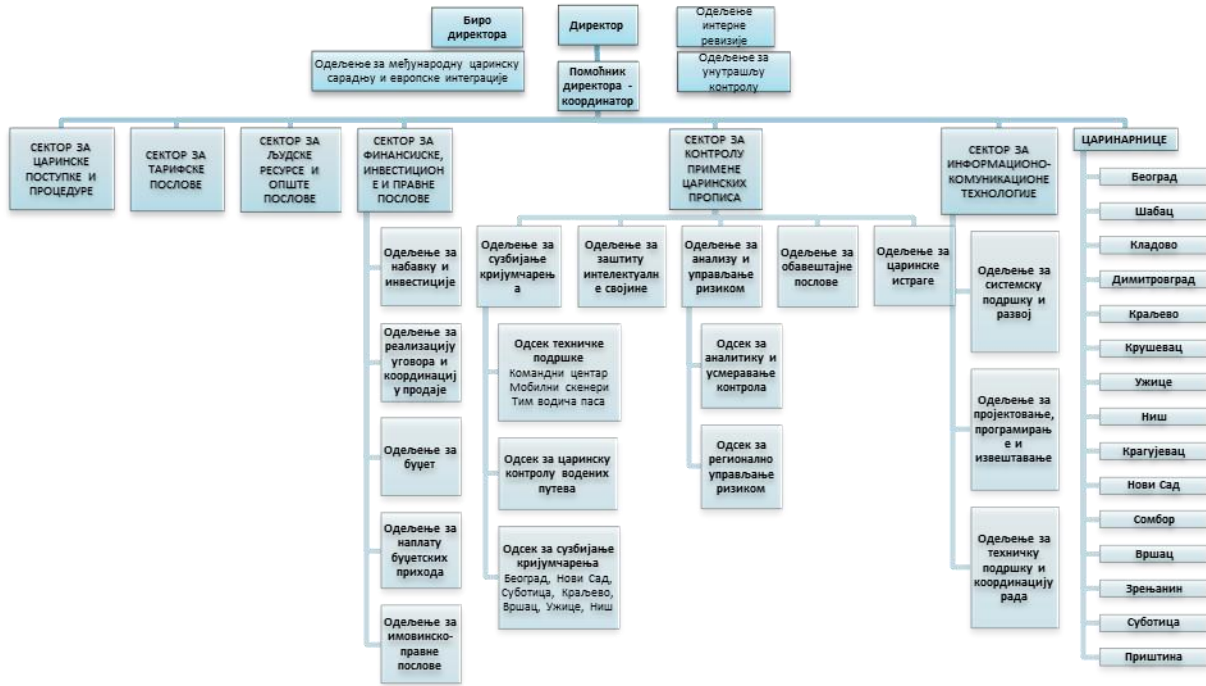 Биро
директора
Директор
Одељење
интерне
ревизије
Одељење за међународну царинску
сарадњу и европске интеграције
Помоћник
директора -
координатор
Одељење за
унутрашљу
контролу
СЕКТОР ЗА
ЦАРИНСКЕ
ПОСТУПКЕ И
ПРОЦЕДУРЕ
СЕКТОР ЗА
ТАРИФСКЕ
ПОСЛОВЕ
СЕКТОР ЗА
ЉУДСКЕ
РЕСУРСЕ И
ОПШТЕ
ПОСЛОВЕ
СЕКТОР ЗА
ФИНАНСИСКЕ,
ИНВЕСТИЦИОН
Е И ПРАВНЕ
ПОСЛОВЕ
СЕКТОР ЗА
КОНТРОЛУ
ПРИМЕНЕ
ЦАРИНСКИХ
ПРОПИСА
СЕКТОР ЗА
ИНФОРМАЦИОНО-
КОМУНИКАЦИОНЕ
ТЕХНОЛОГИЈЕ
ЦАРИНАРНИЦЕ
Одељење за
набавку и
инвестиције
Одељење за
реализацију
уговора и
координациј
у продаје
Одељење за
буџет
Одељење за
наплату
буџетских
прихода
Одељење за
имовинско-
правне
послове
Одељење за
сузбијање
кријумчарењ
а
Одељење за
заштиту
интелектуалн
е својине
Одељење за
анализу и
управљање
ризиком
Одељење за
обавештајне
послове
Одељење за
царинске
истраге
Одсек техничке
подршке
Командни центар
Мобилни скенери
Тим водича паса
Одсек за царинску
контролу водених
путева
Одсек за сузбијање
кријумчарења
Београд, Нови Сад,
Суботица, Краљево,
Вршац, Ужице, Ниш
Одсек за
аналитику и
усмеравање
контрола
Одсек за
регионално
управљање
ризиком
Одељење за
системску
подршку и
развој
Одељење за
пројектовање,
програмирањ
е и
извештавање
Одељење за
техничку
подршку и
координацију
рада
Београд
Шабац
Кладово
Димитровград
Краљево
Крушевац
Ужице
Ниш
Крагујевац
Нови Сад
Сомбор
Вршац
Зрењанин
Суботица
Приштина